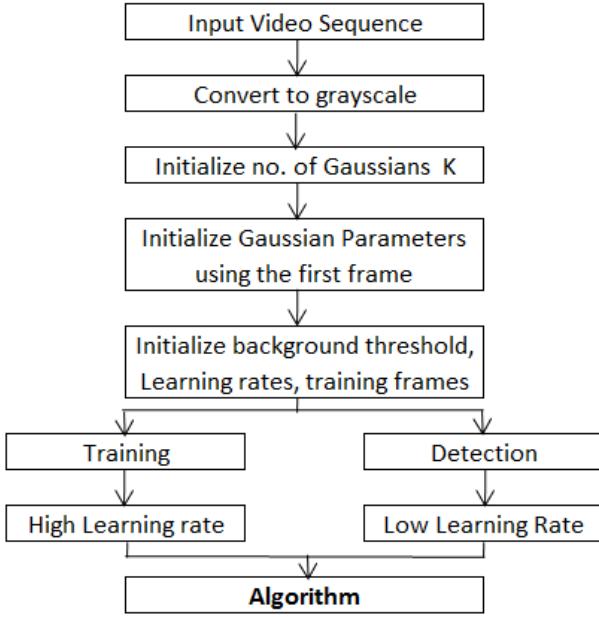 Input Video Sequence
Convert to grayscale
Initialize no. of Gaussians K
Initialize Gaussian Parameters
using the first frame
Initialize background threshold,
Learning rates, training frames
Training
Detection
High Learning rate
Low Learning Rate
Algorithm